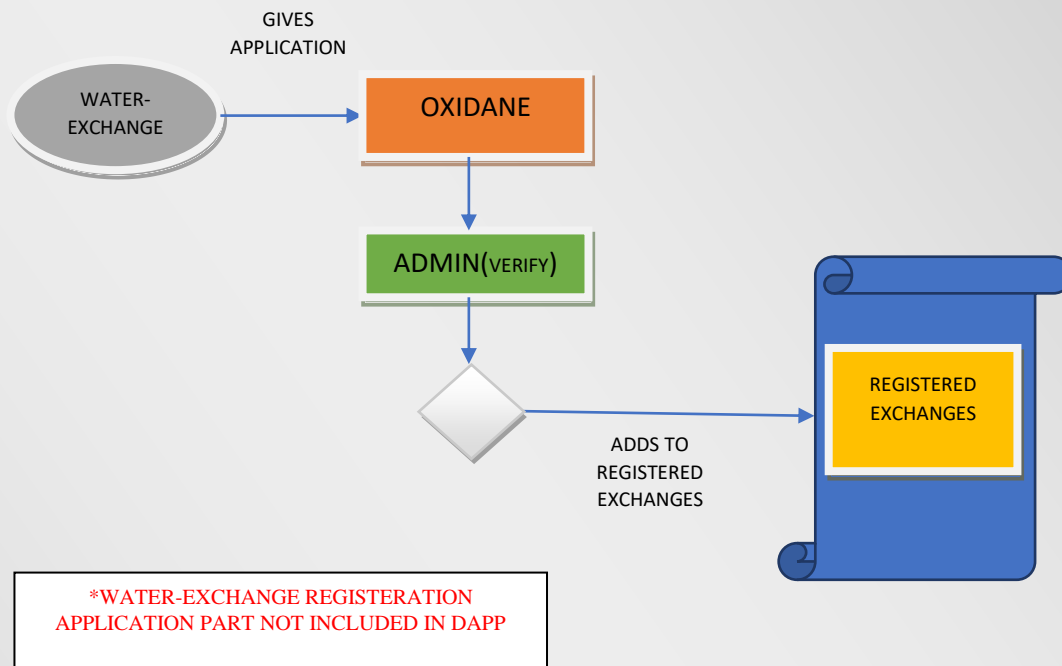 GIVES
APPLICATION
WATER-
EXCHANGE
OXIDANE
ADMIN(VERIFY)
REGISTERED
EXCHANGES
ADDS TO
REGISTERED
EXCHANGES
*WATER-EXCHANGE REGISTERATION
APPLICATION PART NOT INCLUDED IN DAPP